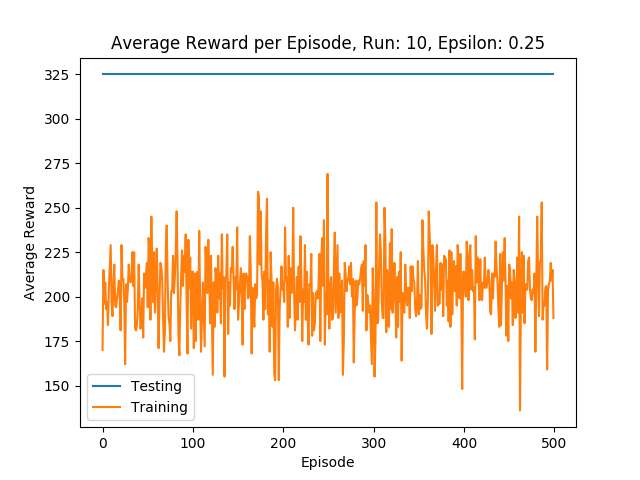 Average Reward per Episode, Run: 10, Epsilon: 0.25
325
300
275
250
225
200
175
150
Average Reward
Testing
Training
0 100 200 300 400 500
Episode